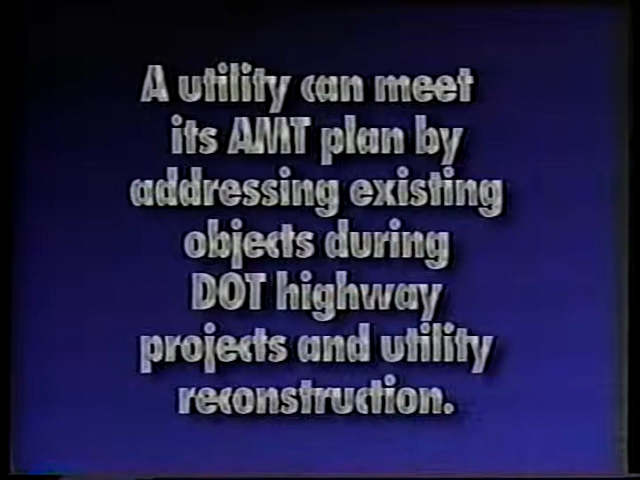 A utility can meet
its AMT plan by
addressing existing
objects during
DOT highway
projects and utility
reconstruction.